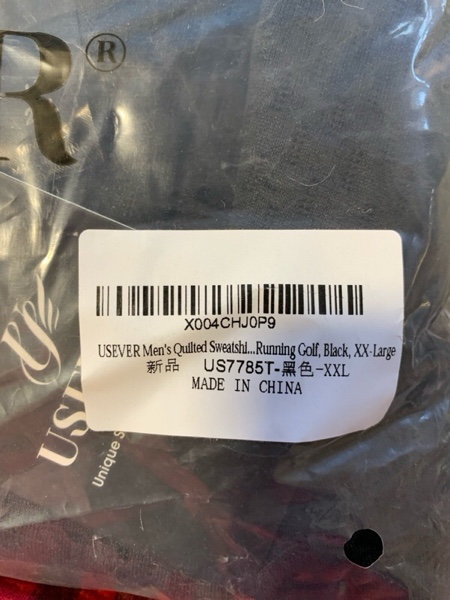 R®
X004CHJ0P9
USEVER Men's Quilted Sweatshi...Running Golf, Black, XX-Large
新品 US7785T-黑色-XXL
MADE IN CHINA
Unique S